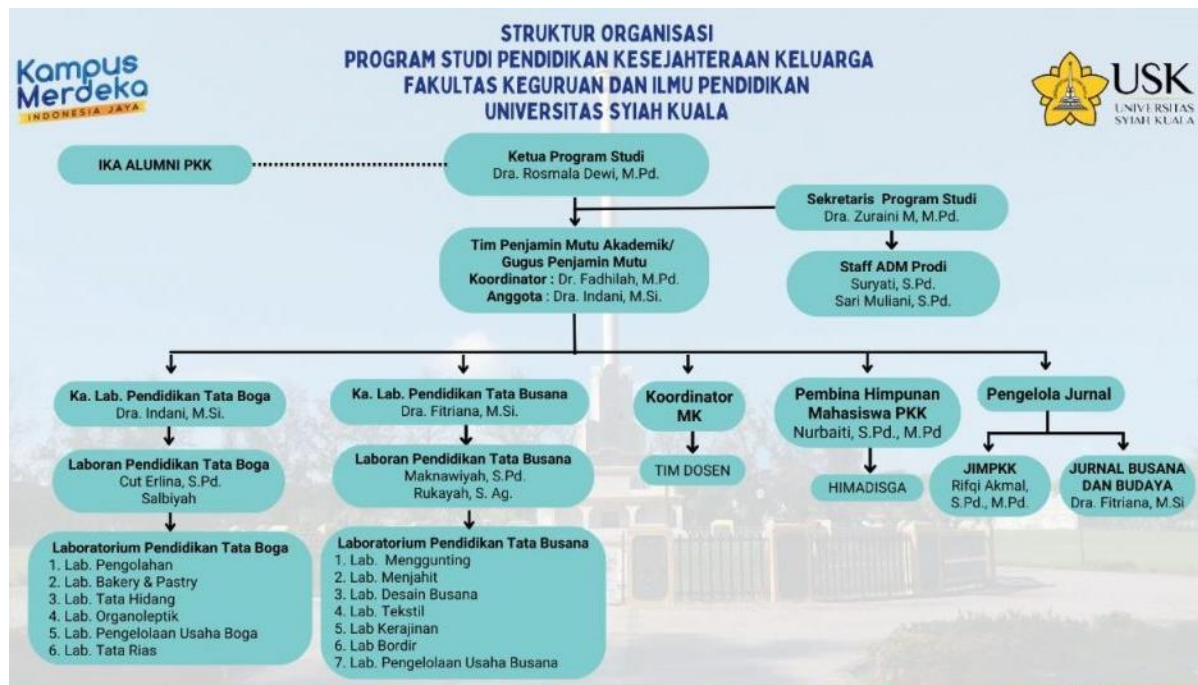 Kampus
Merdeka
INDONESIA JAYA
STRUKTUR ORGANISASI
PROGRAM STUDI PENDIDIKAN KESEJAHTERAAN KELUARGA
FAKULTAS KEGURUAN DAN ILMU PENDIDIKAN
UNIVERSITAS SYIAH KUALA
USK
UNIVERSITAS
SYIAH KUALA
IKA ALUMNI PKK
Ketua Program Studi
Dra. Rosmala Dewi, M.Pd.
Sekretaris Program Studi
Dra. Zuraini M, M.Pd.
Tim Penjamin Mutu Akademik/
Gugus Penjamin Mutu
Koordinator : Dr. Fadhilah, M.Pd.
Anggota : Dra. Indani, M.Si.
Staff ADM Prodi
Suryati, S.Pd.
Sari Muliani, S.Pd.
Ka. Lab. Pendidikan Tata Boga
Dra. Indani, M.Si.
Laboran Pendidikan Tata Boga
Cut Erlina, S.Pd.
Salbiyah
Laboratorium Pendidikan Tata Boga
1. Lab. Pengolahan
2. Lab. Bakery & Pastry
3. Lab. Tata Hidang
4. Lab. Organoleptik
5. Lab. Pengelolaan Usaha Boga
6. Lab. Tata Rias
Ka. Lab. Pendidikan Tata Busana
Dra. Fitriana, M.Si.
Laboran Pendidikan Tata Busana
Maknawiyah, S.Pd.
Rukayah, S. Ag.
Laboratorium Pendidikan Tata Busana
1. Lab. Menggunting
2. Lab. Menjahit
3. Lab. Desain Busana
4. Lab. Tekstil
5. Lab Kerajinan
6. Lab Bordir
7. Lab. Pengelolaan Usaha Busana
Koordinator
MK
TIM DOSEN
Pembina Himpunan
Mahasiswa PKK
Nurbaiti, S.Pd., M.Pd
HIMADISGA
Pengelola Jurnal
JIMPKK
Rifqi Akmal,
S.Pd., M.Pd.
JURNAL BUSANA
DAN BUDAYA
Dra. Fitriana, M.Si